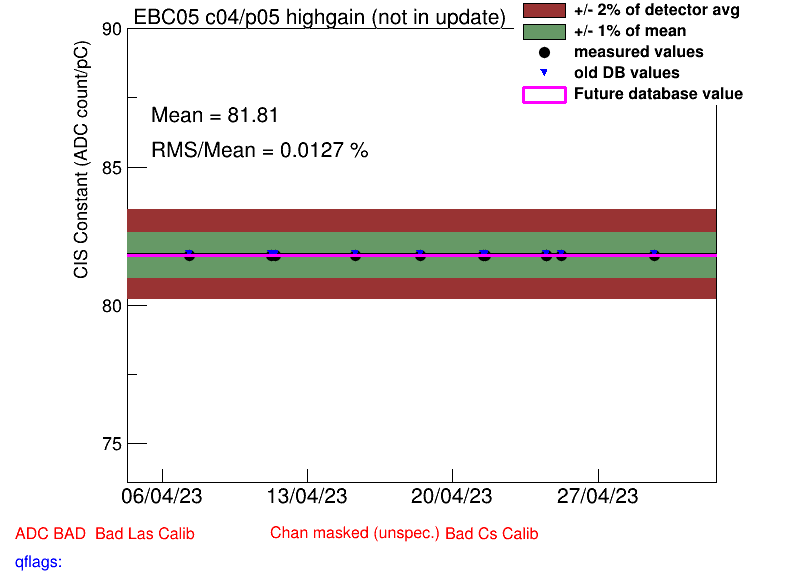 EBC05 c04/p05 highgain (not in update)
+/- 2% of detector avg
+/- 1% of mean
measured values
old DB values
Future database value
CIS Constant (ADC count/pC)
90
85
80
75
Mean = 81.81
RMS/Mean = 0.0127 %
06/04/23 13/04/23 20/04/23 27/04/23
ADC BAD Bad Las Calib Chan masked (unspec.) Bad Cs Calib
qflags: